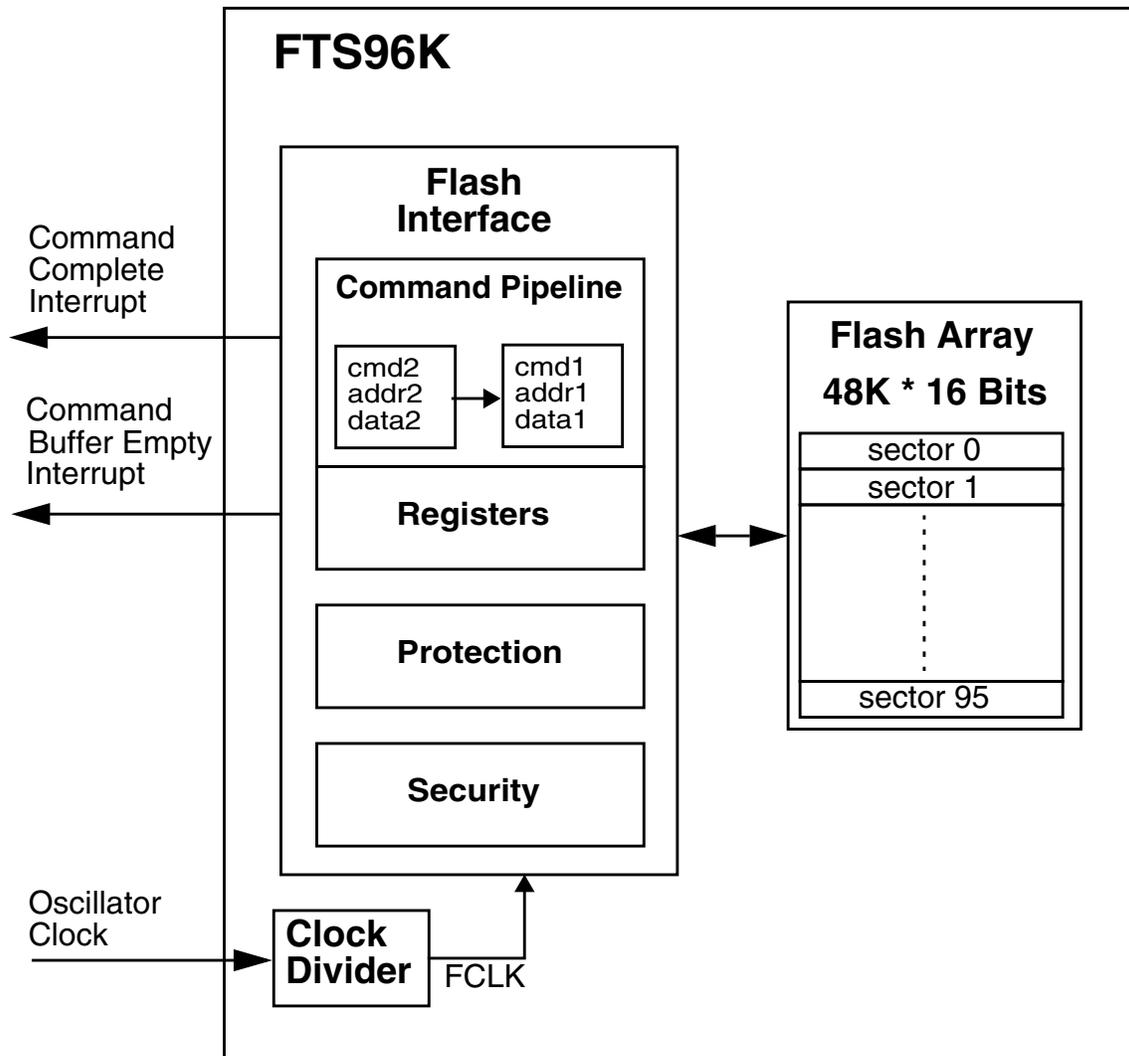 FTS96K
Flash
Interface
Command
Complete
Interrupt
Command Pipeline
cmd2
addr2
data2
cmd1
addr1
data1
Command
Buffer Empty
Interrupt
Registers
Protection
Security
Flash Array
48K * 16 Bits
sector 0
sector 1
sector 95
Oscillator
Clock
Clock
Divider
FCLK